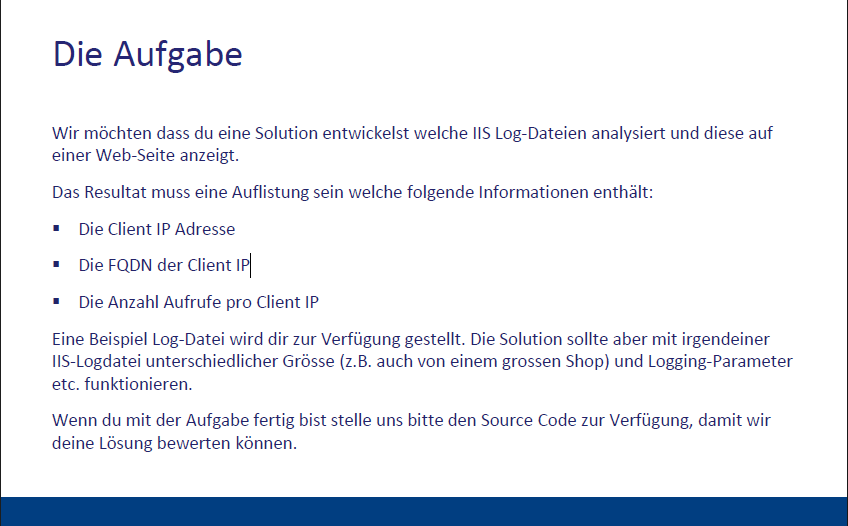 Die Aufgabe
Wir möchten dass du eine Solution entwickelst welche IIS Log-Dateien analysiert und diese auf
einer Web-Seite anzeigt.
Das Resultat muss eine Auflistung sein welche folgende Informationen enthält:
▪ Die Client IP Adresse
▪ Die FQDN der Client IP
▪ Die Anzahl Aufrufe pro Client IP
Eine Beispiel Log-Datei wird dir zur Verfügung gestellt. Die Solution sollte aber mit irgendeiner
IIS-Logdatei unterschiedlicher Grösse (z.B. auch von einem grossen Shop) und Logging-Parameter
etc. funktionieren.
Wenn du mit der Aufgabe fertig bist stelle uns bitte den Source Code zur Verfügung, damit wir
deine Lösung bewerten können.